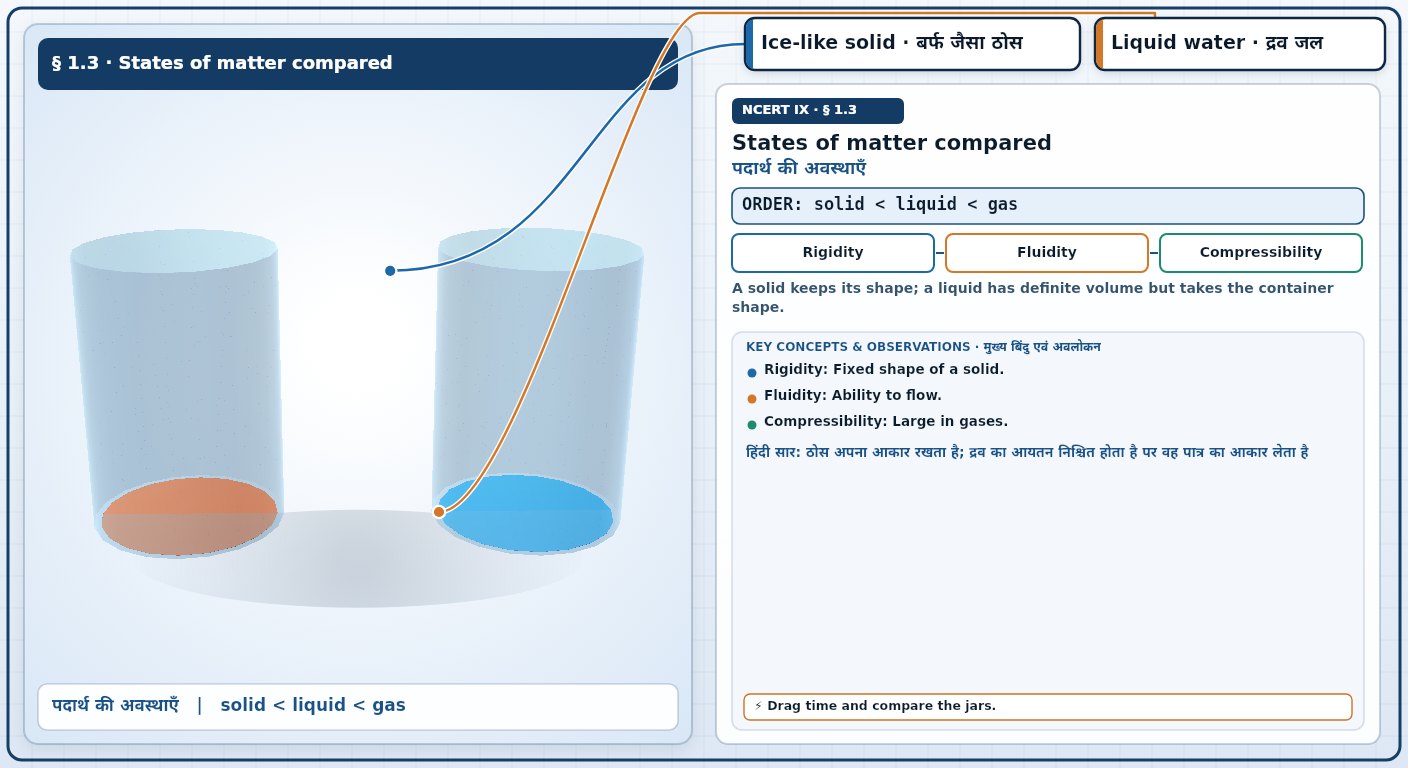 § 1.3 · States of matter compared
Ice-like solid · बर्फ जैसा ठोस
Liquid water · द्रव जल
NCERT IX · § 1.3
States of matter compared
पदार्थ की अवस्थाएँ
ORDER: solid < liquid < gas
Rigidity
Fluidity
Compressibility
A solid keeps its shape; a liquid has definite volume but takes the container
shape.
KEY CONCEPTS & OBSERVATIONS · मुख्य बिंदु एवं अवलोकन
Rigidity: Fixed shape of a solid.
Fluidity: Ability to flow.
Compressibility: Large in gases.
हिंदी सार: ठोस अपना आकार रखता है; द्रव का आयतन निश्चित होता है पर वह पात्र का आकार लेता है
⚡ Drag time and compare the jars.
पदार्थ की अवस्थाएँ | solid < liquid < gas